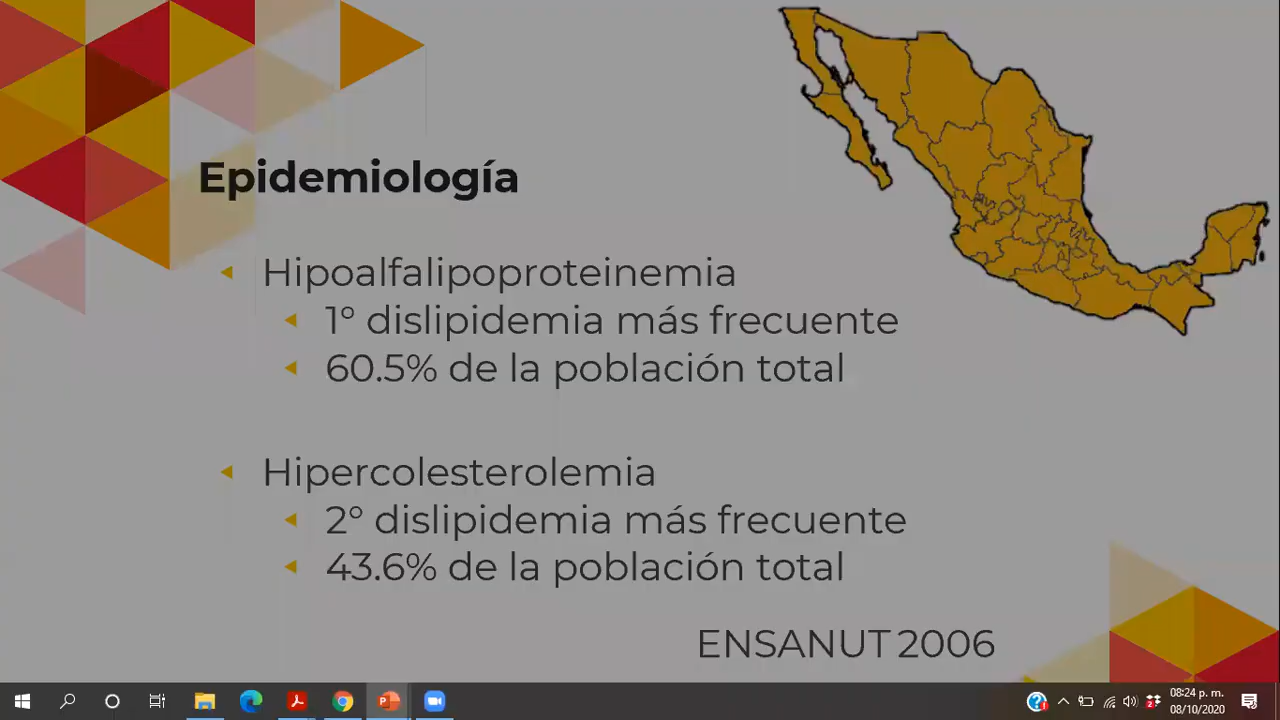 Epidemiología
Hipoalfalipoproteinemia
1° dislipidemia más frecuente
60.5% de la población total
Hipercolesterolemia
2° dislipidemia más frecuente
43.6% de la población total
ENSANUT 2006
08:24 p. m.
08/10/2020